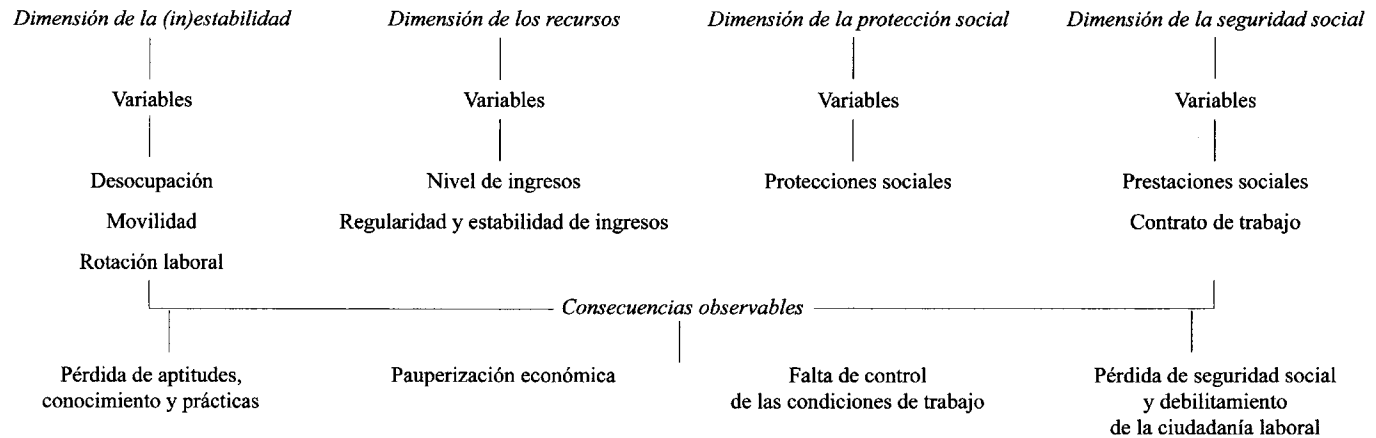 Dimensión de la (in)estabilidad
Dimensión de los recursos
Dimensión de la protección social
Dimensión de la seguridad social
Variables
Variables
Variables
Variables
Desocupación
Nivel de ingresos
Protecciones sociales
Prestaciones sociales
Movilidad
Regularidad y estabilidad de ingresos
Contrato de trabajo
Rotación laboral
Consecuencias observables
Pérdida de aptitudes,
conocimiento y prácticas
Pauperización económica
Falta de control
de las condiciones de trabajo
Pérdida de seguridad social
y debilitamiento
de la ciudadanía laboral